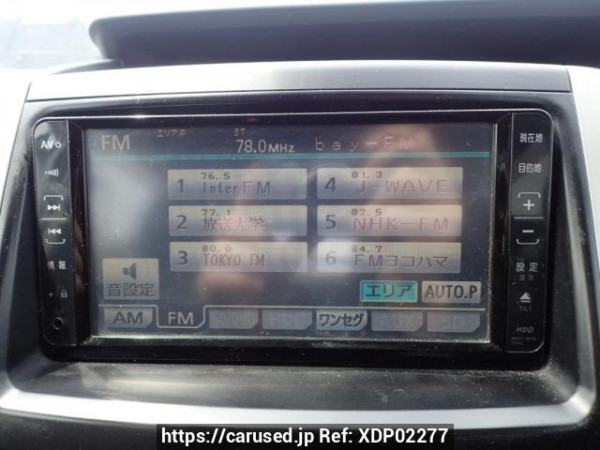 AV
FM
エリアP
ST
78.0MHz
bay-FM
現在地
目的地
1 76.5 InterFM
4 81.3 J-WAVE
2 77.1 放送大学
5 82.5 NHK-FM
3 80.0 TOKYO FM
6 84.7 FMヨコハマ
情報
設定
音設定
エリア
AUTO.P
AM
FM
ワンセグ
TILT
HDD
https://carused.jp Ref: XDP02277